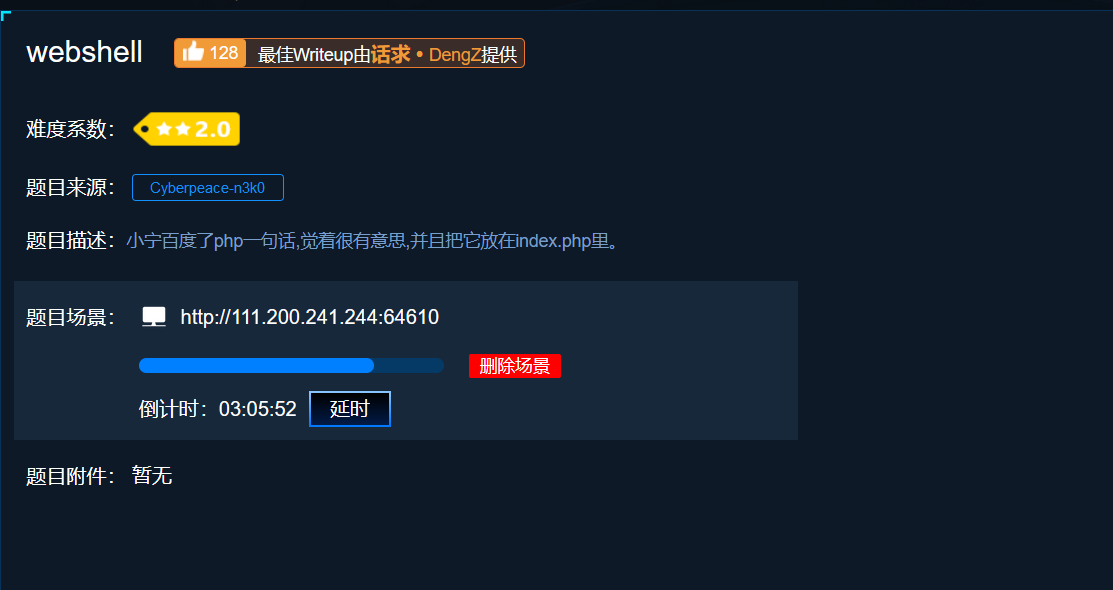 webshell 128 最佳Writeup由话求 • DengZ提供
难度系数： 2.0
题目来源： Cyberpeace-n3k0
题目描述：小宁百度了php一句话,觉着很有意思,并且把它放在index.php里。
题目场景： http://111.200.241.244:64610
删除场景
倒计时：03:05:52 延时
题目附件： 暂无